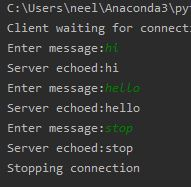 C:\Users\neel\Anaconda3\py
Client waiting for connecti
Enter message:hi
Server echoed:hi
Enter message:hello
Server echoed:hello
Enter message:stop
Server echoed:stop
Stopping connection